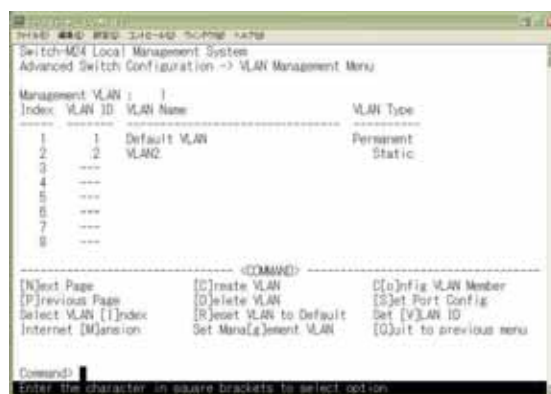 Switch-M24 Local Management System
Advanced Switch Configuration -> VLAN Management Menu
Management VLAN : 1
Index VLAN ID VLAN Name VLAN Type
1 1 Default VLAN Permanent
2 2 VLAN2 Static
3 ---
4 ---
5 ---
6 ---
7 ---
8 ---
<COMMAND>
[N]ext Page [C]reate VLAN C[o]nfig VLAN Member
[P]revious Page [D]elete VLAN [S]et Port Config
Select VLAN [I]ndex [R]eset VLAN to Default Set [V]LAN ID
Internet [M]ansion Set Mana[g]ement VLAN [Q]uit to previous menu
Command>
Enter the character in square brackets to select option